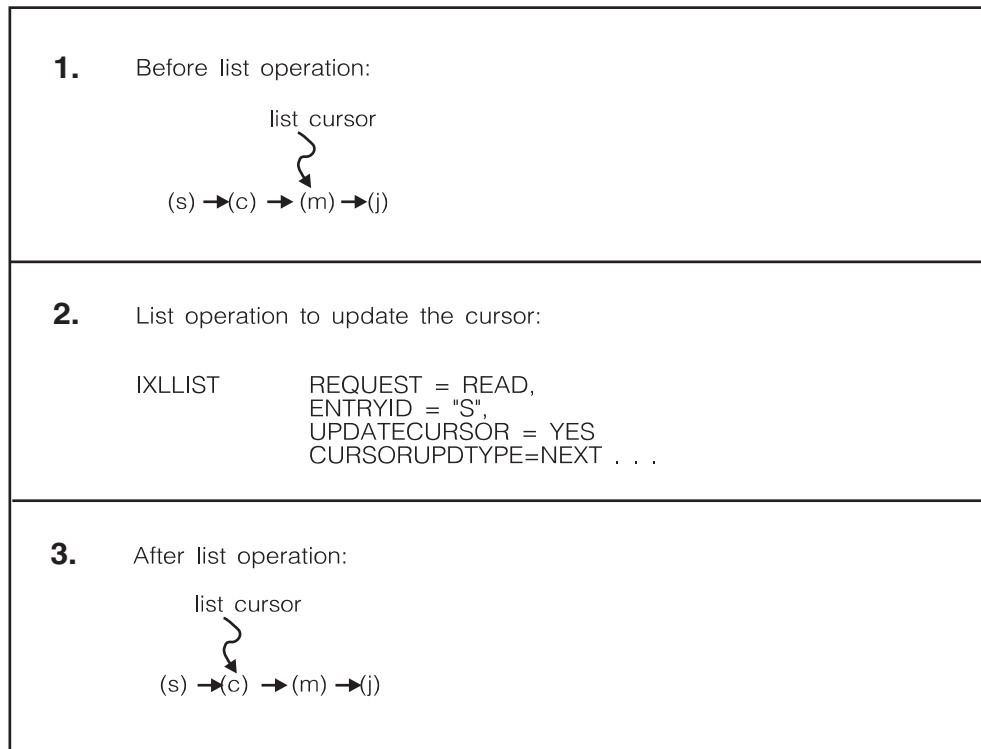 1. Before list operation:
list cursor
(s) → (c) → (m) → (j)
2. List operation to update the cursor:
IXLLIST REQUEST = READ,
ENTRYID = "S",
UPDATECURSOR = YES
CURSORUPDTYPE=NEXT . . .
3. After list operation:
list cursor
(s) → (c) → (m) → (j)